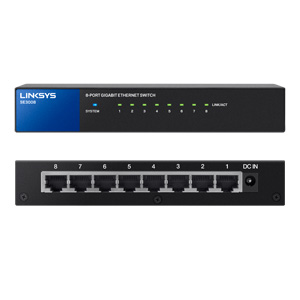 LINKSYS
SE3008
8-PORT GIGABIT ETHERNET SWITCH
SYSTEM 1 2 3 4 5 6 7 8 LINK/ACT
8 7 6 5 4 3 2 1 DC IN